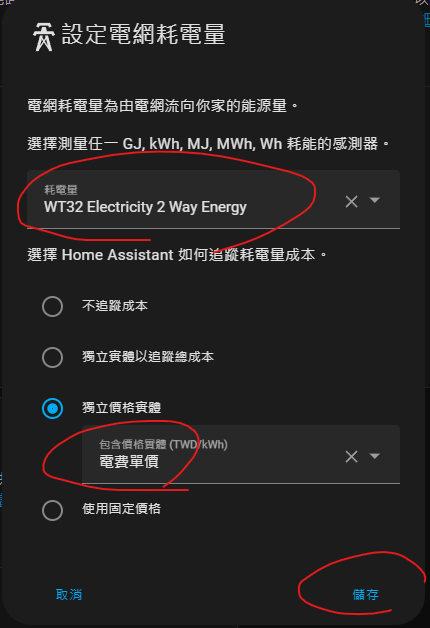 設定電網耗電量
電網耗電量為由電網流向你家的能源量。
選擇測量任一 GJ, kWh, MJ, MWh, Wh 耗能的感測器。
耗電量
WT32 Electricity 2 Way Energy
選擇 Home Assistant 如何追蹤耗電量成本。
不追蹤成本
獨立實體以追蹤總成本
獨立價格實體
包含價格實體 (TWD/kWh)
電費單價
使用固定價格
取消
儲存